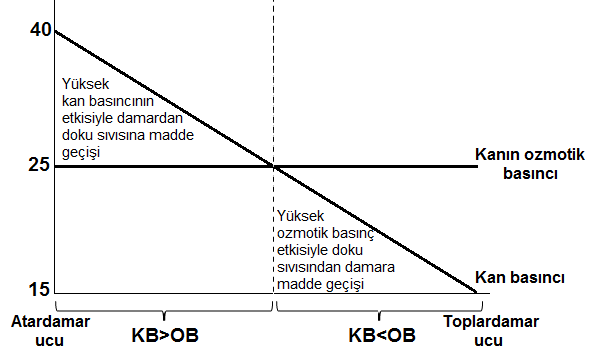 40
Yüksek
kan basıncının
etkisiyle damardan
doku sıvısına madde
geçişi
25
Kanın ozmotik
basıncı
Yüksek
ozmotik basınç
etkisiyle doku
sıvısından damara
madde geçişi
Kan basıncı
15
Atardamar
ucu
KB>OB
KB<OB
Toplardamar
ucu